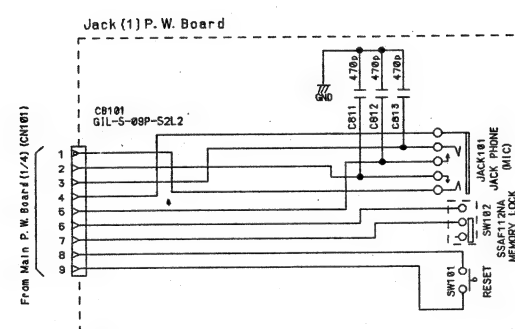 Jack(1)P.W.Board
470p
470p
470p
GND
C811
C812
C813
CB101
GIL-S-09P-S2L2
From Main P.W.Board(1/4)(CN101)
1
2
3
4
5
6
7
8
9
JACK101
JACK PHONE
(MIC)
SW102
SSAF112NA
MEMORY LOCK
SW101
RESET